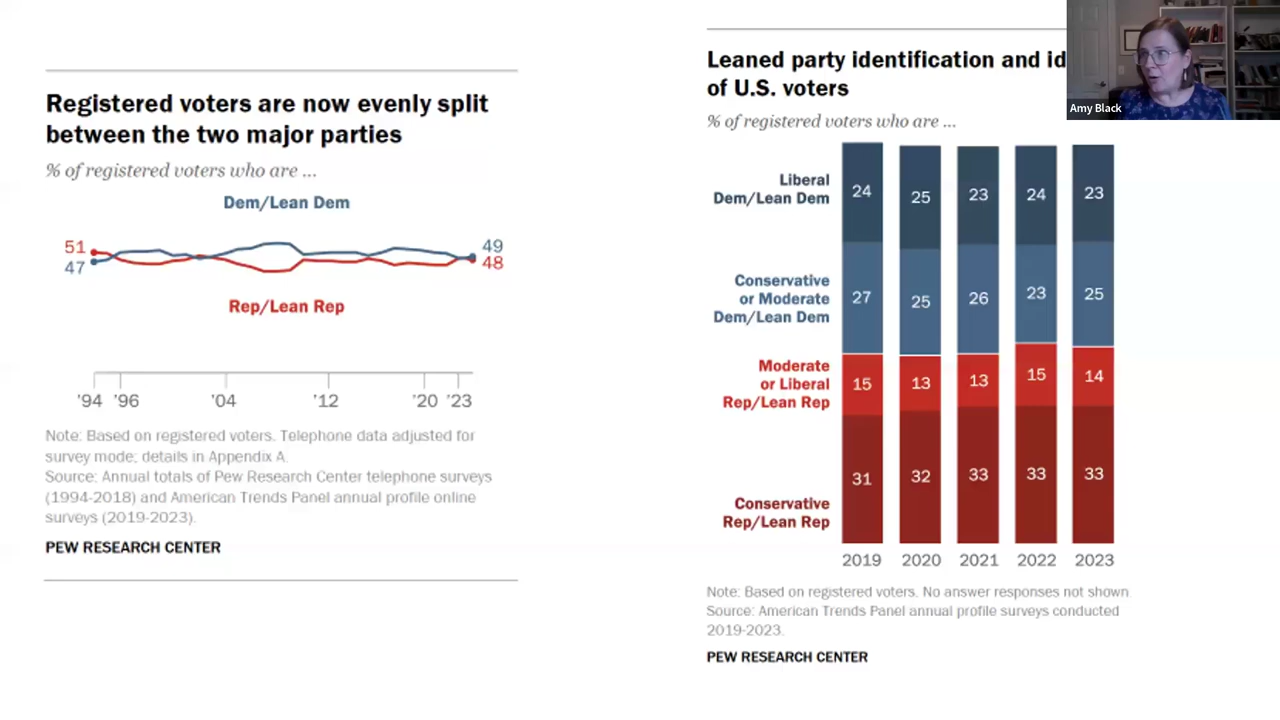 Registered voters are now evenly split
between the two major parties
% of registered voters who are ...
Dem/Lean Dem
51
47
49
48
Rep/Lean Rep
'94 '96 '04 '12 '20 '23
Note: Based on registered voters. Telephone data adjusted for
survey mode; details in Appendix A.
Source: Annual totals of Pew Research Center telephone surveys
(1994-2018) and American Trends Panel annual profile online
surveys (2019-2023).
PEW RESEARCH CENTER
Leaned party identification and id
of U.S. voters
% of registered voters who are ...
Liberal
Dem/Lean Dem
24 25 23 24 23
Conservative
or Moderate
Dem/Lean Dem
27 25 26 23 25
Moderate
or Liberal
Rep/Lean Rep
15 13 13 15 14
Conservative
Rep/Lean Rep
31 32 33 33 33
2019 2020 2021 2022 2023
Note: Based on registered voters. No answer responses not shown
Source: American Trends Panel annual profile surveys conducted
2019-2023.
PEW RESEARCH CENTER
Amy Black